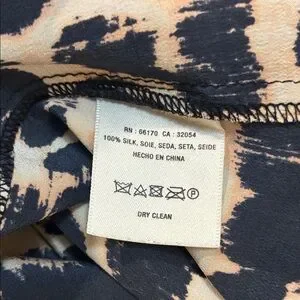 RN : 66170 CA : 32054
100% SILK, SOIE, SEDA, SETA, SEIDE
HECHO EN CHINA
P
DRY CLEAN